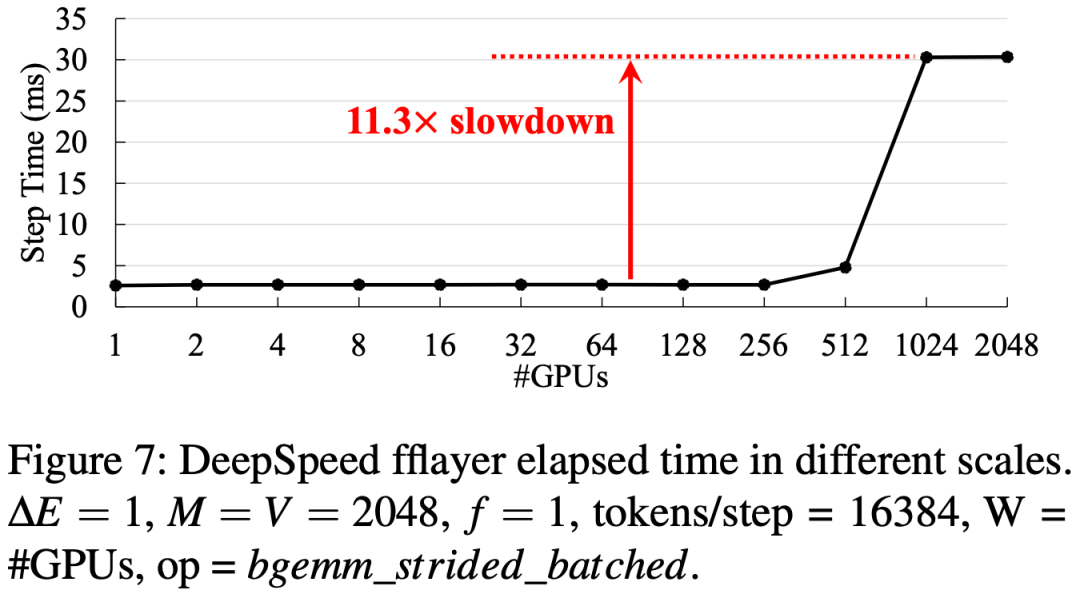 35
30
25
20
15
10
5
0
Step Time (ms)
11.3× slowdown
1 2 4 8 16 32 64 128 256 512 1024 2048
#GPUs
Figure 7: DeepSpeed fflayer elapsed time in different scales.
ΔE = 1, M = V = 2048, f = 1, tokens/step = 16384, W =
#GPUs, op = bgemm_strided_batched.